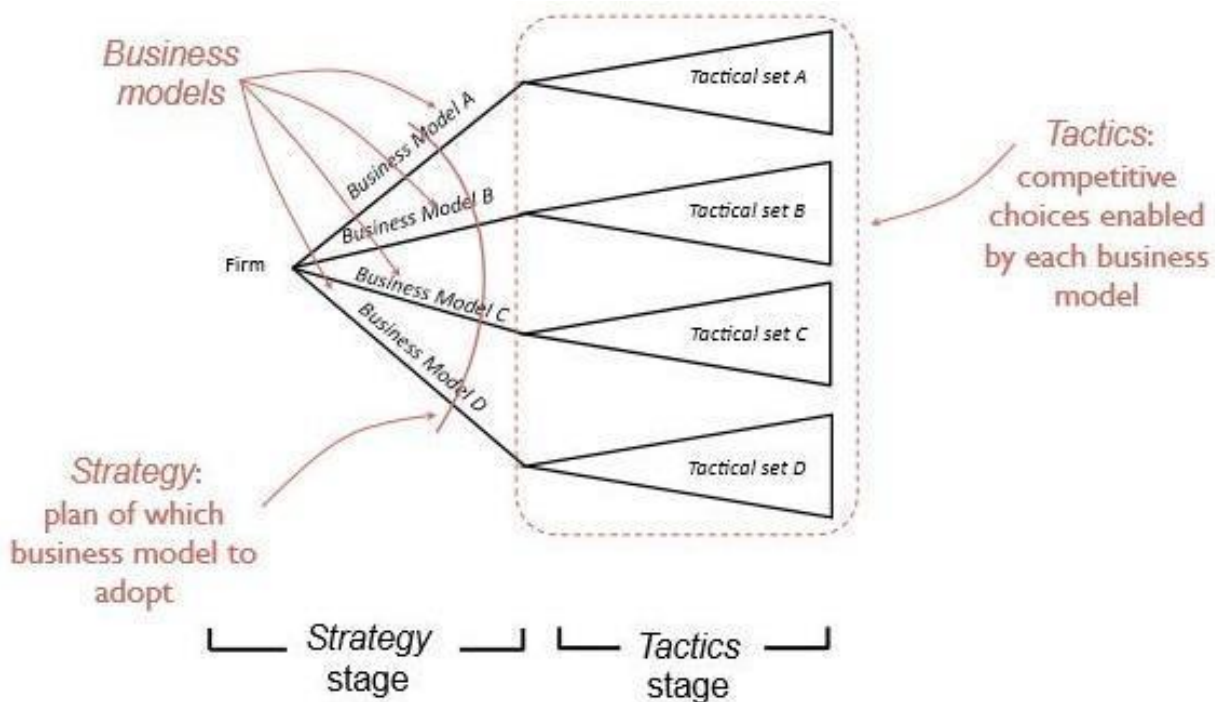 Business
models
Business Model A
Tactical set A
Tactics:
competitive
choices enabled
by each business
model
Business Model B
Tactical set B
Firm
Business Model C
Tactical set C
Business Model D
Tactical set D
Strategy:
plan of which
business model to
adopt
Strategy
stage
Tactics
stage